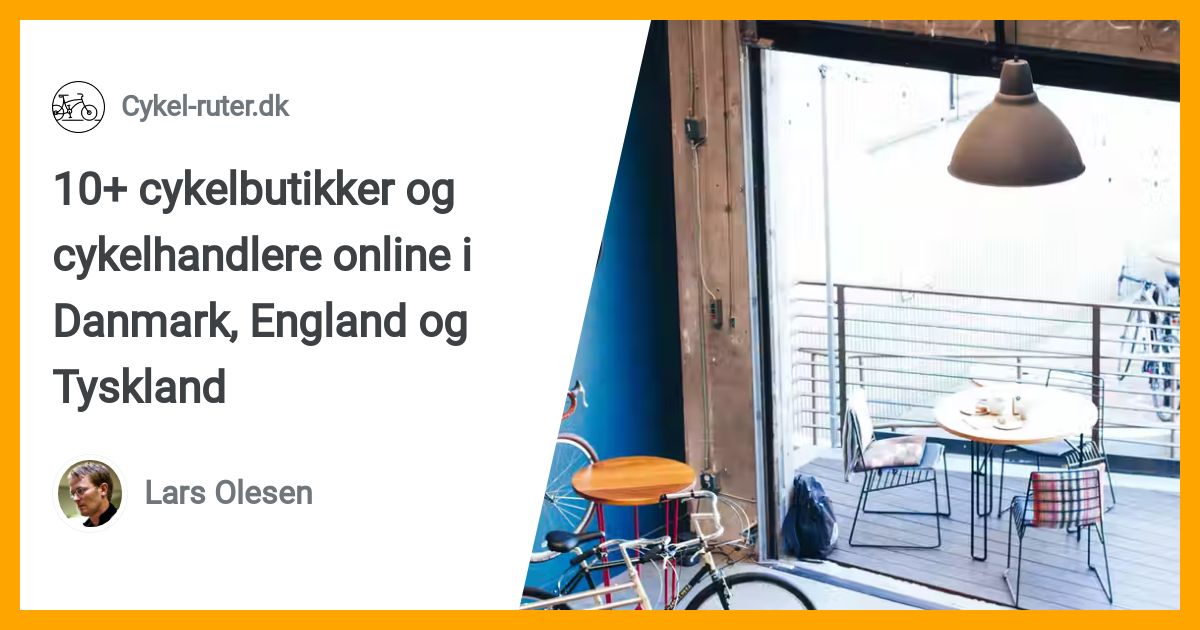 Cykel-ruter.dk
10+ cykelbutikker og
cykelhandlere online i
Danmark, England og
Tyskland
Lars Olesen